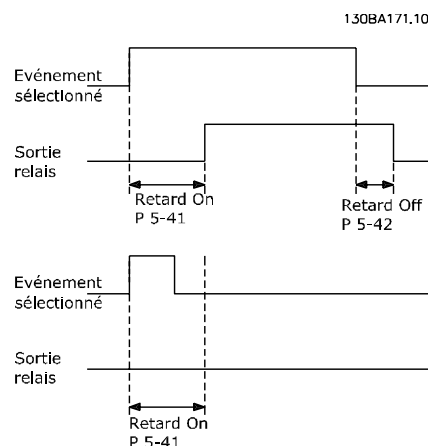 130BA171.10
Evénement
sélectionné
Sortie
relais
Retard On
P 5-41
Retard Off
P 5-42
Evénement
sélectionné
Sortie
relais
Retard On
P 5-41